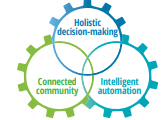 Holistic
decision-making
Connected
community
Intelligent
automation